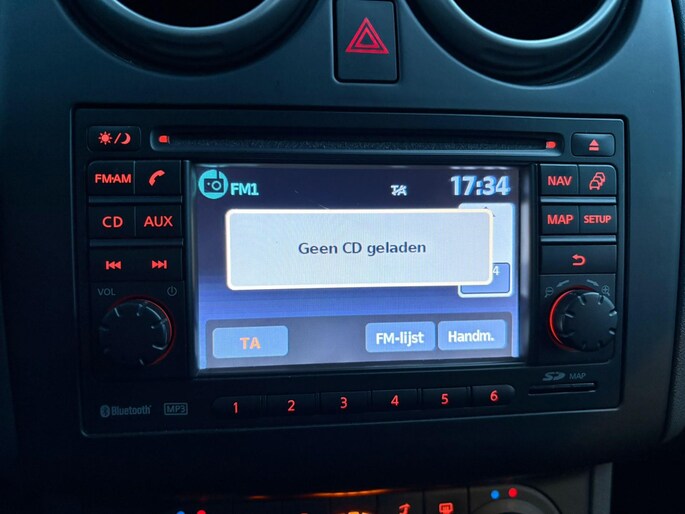 FM1
TA
17:34
Geen CD geladen
4
TA
FM-lijst
Handm.
FM·AM
CD
AUX
VOL
NAV
MAP
SETUP
SD MAP
Bluetooth
MP3
1 2 3 4 5 6